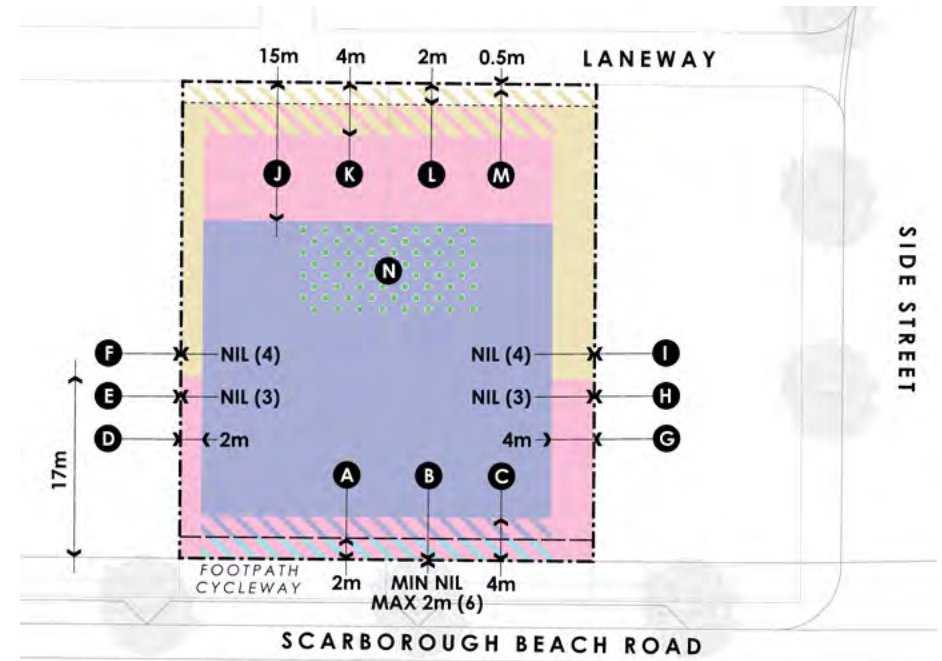 15m 4m 2m 0.5m LANEWAY
J K L M
N
SIDE STREET
F NIL (4) NIL (4) I
E NIL (3) NIL (3) H
D 2m 4m G
17m
A B C
FOOTPATH
CYCLEWAY
2m MIN NIL 4m
MAX 2m (6)
SCARBOROUGH BEACH ROAD